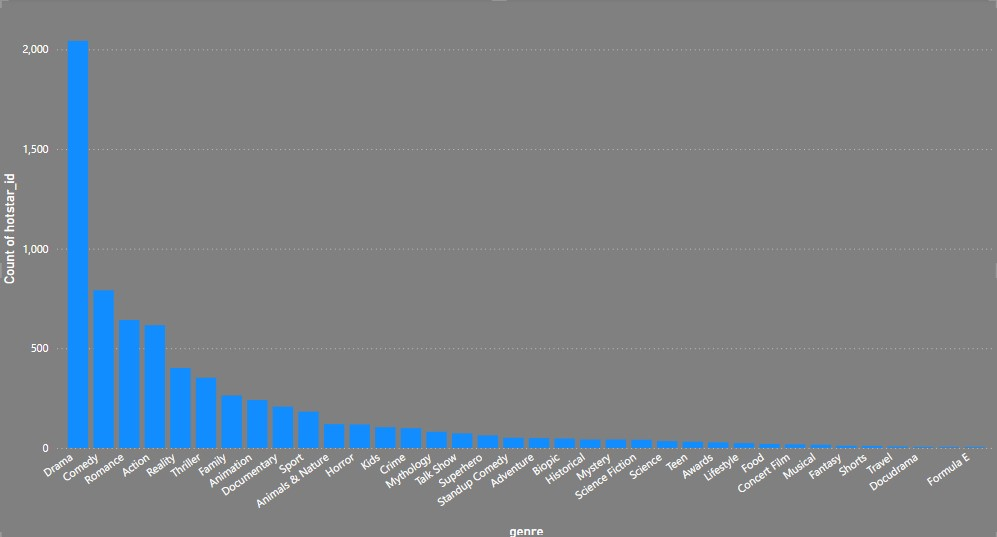 Count of hotstar_id
2,000
1,500
1,000
500
0
Drama
Comedy
Romance
Action
Reality
Thriller
Family
Animation
Documentary
Sport
Animals & Nature
Horror
Kids
Crime
Mythology
Talk Show
Superhero
Standup Comedy
Adventure
Biopic
Historical
Mystery
Science Fiction
Science
Teen
Awards
Lifestyle
Food
Concert Film
Musical
Fantasy
Shorts
Travel
Docudrama
Formula E
genre